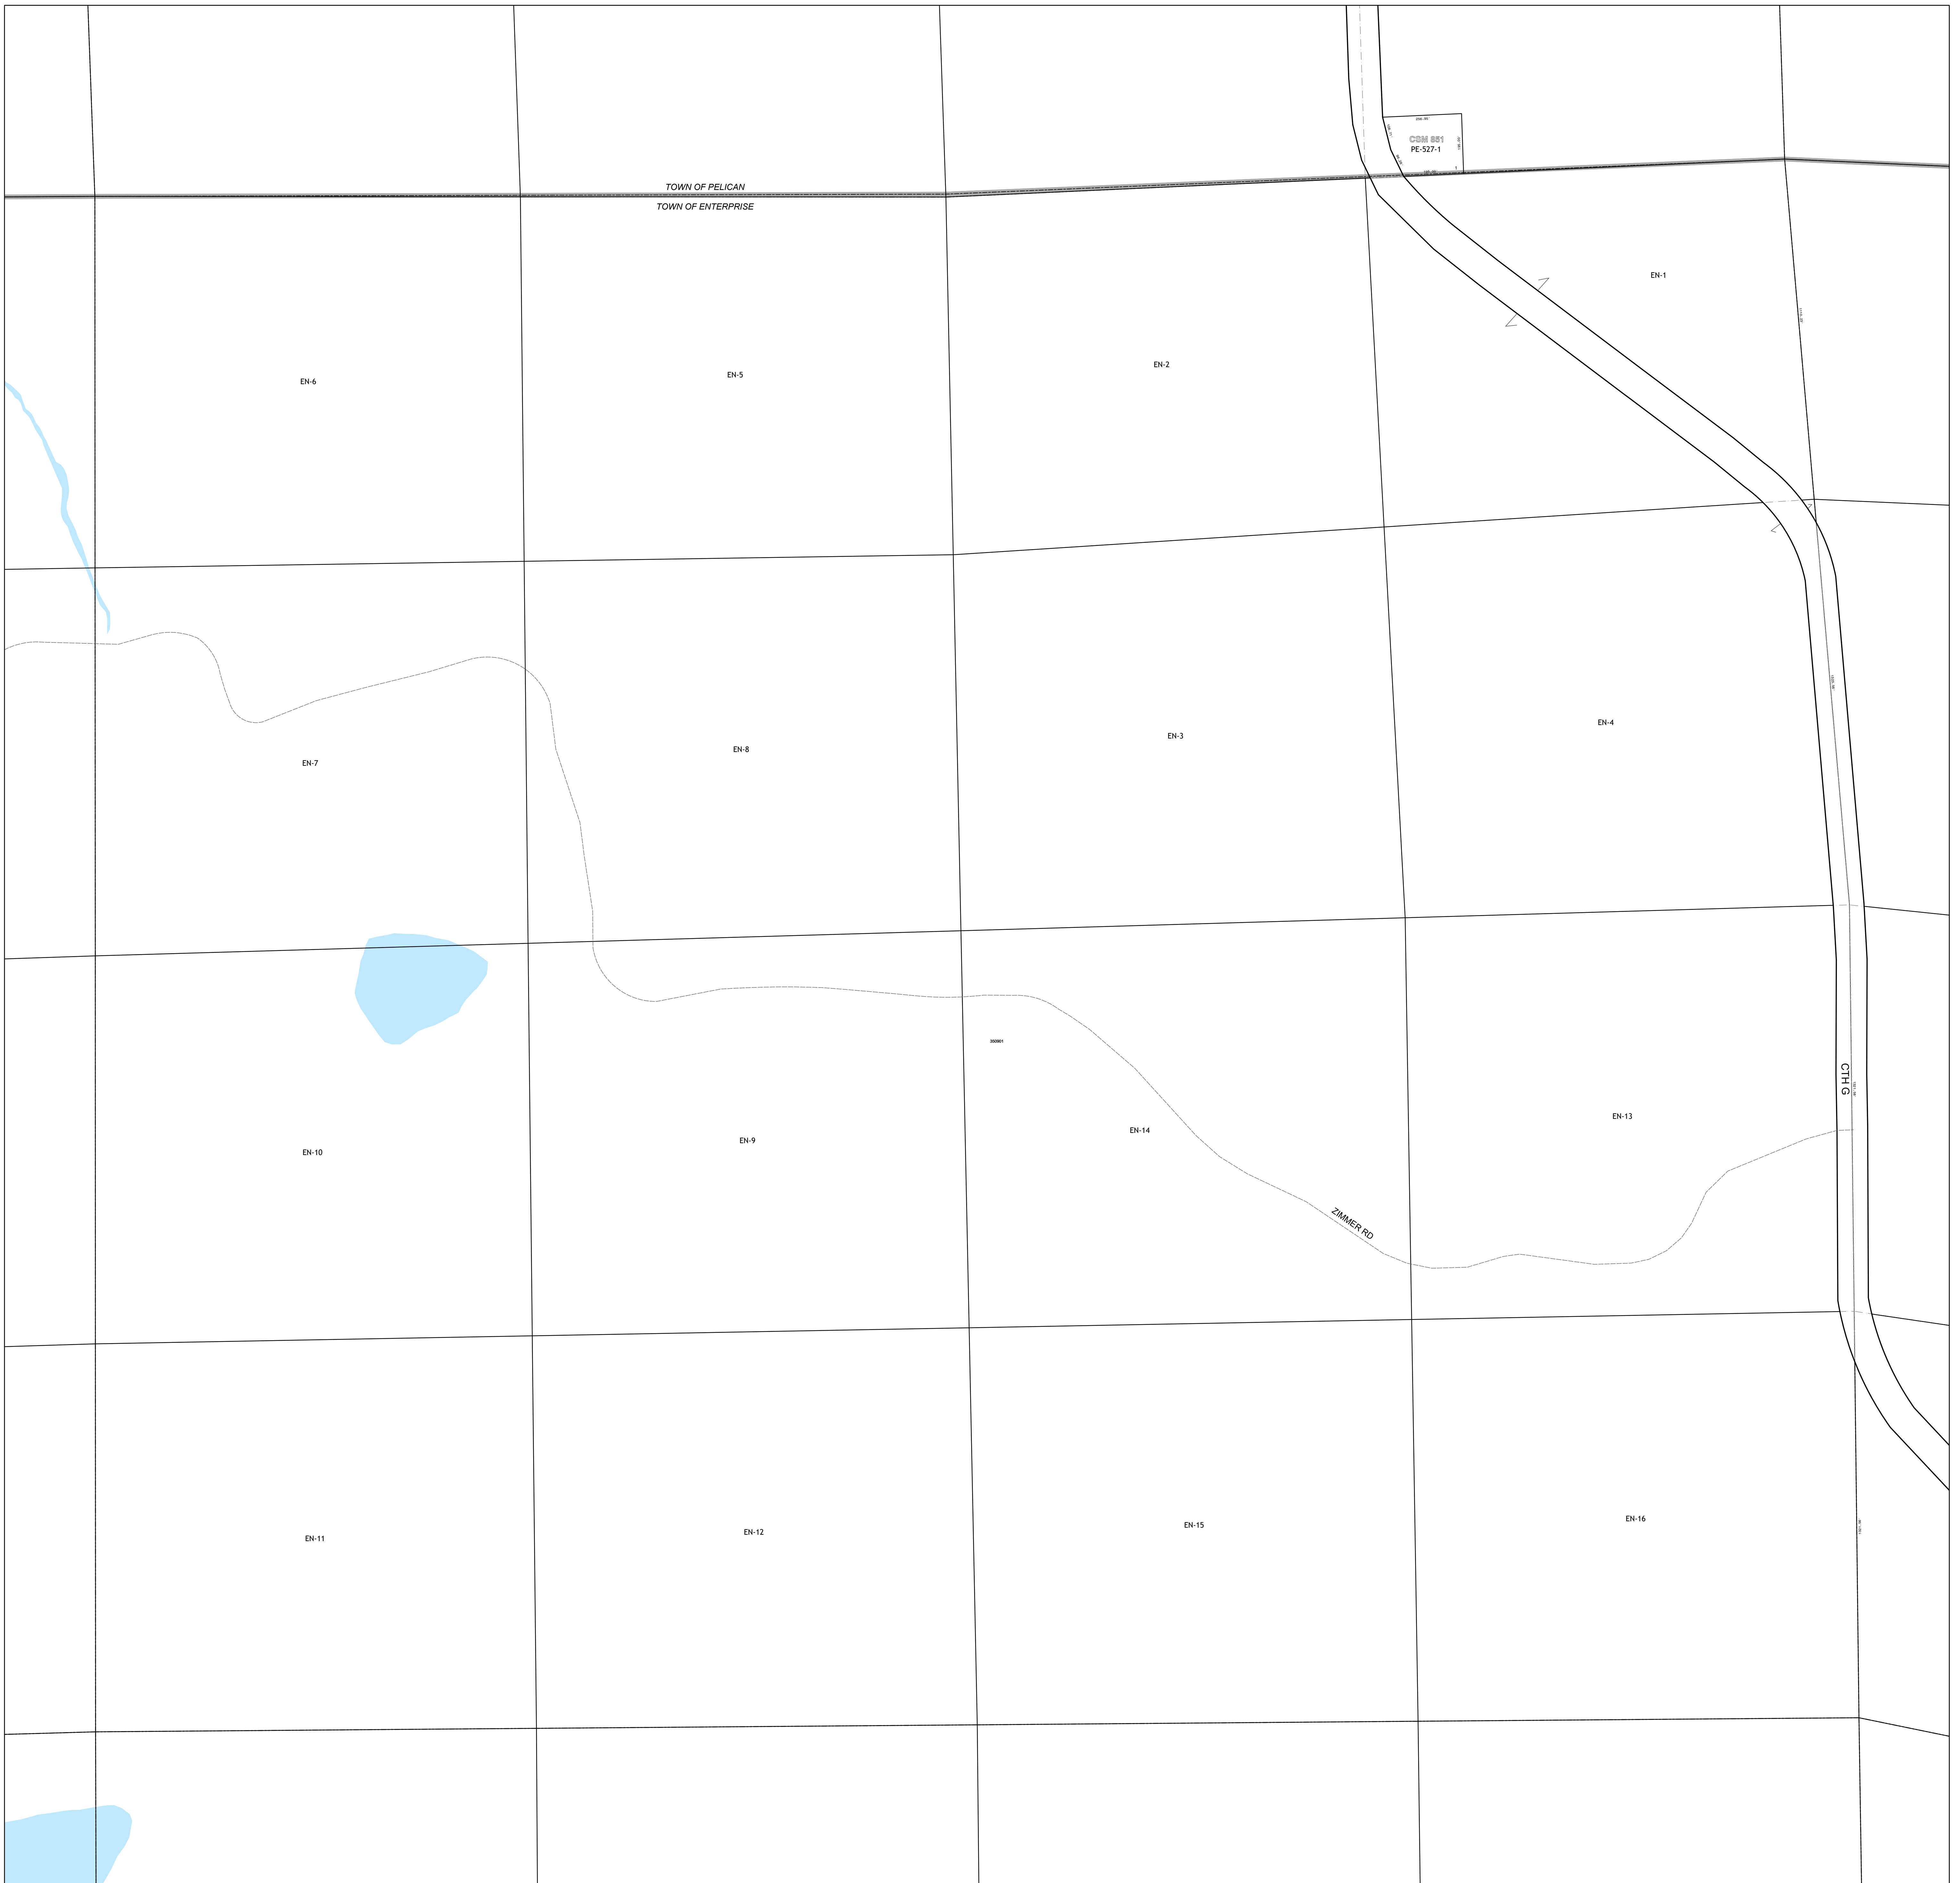 CSM 851
PE-527-1
TOWN OF PELICAN
TOWN OF ENTERPRISE
EN-1
EN-2
EN-5
EN-6
EN-4
EN-3
EN-8
EN-7
CTH G
EN-13
EN-14
EN-9
EN-10
ZIMMER RD
EN-16
EN-15
EN-12
EN-11